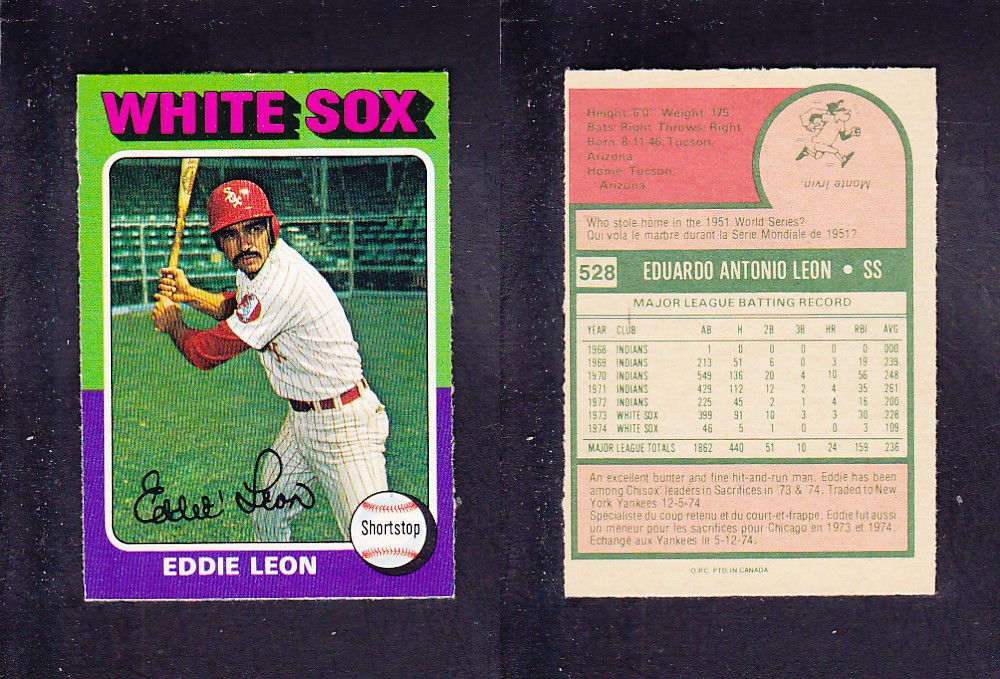 WHITE SOX
SOX
Eddie Leon
Shortstop
EDDIE LEON
Height 6'0" Weight 175
Bats: Right Throws: Right
Born 8-11-46, Tucson,
Arizona
Home: Tucson,
Arizona
Monte Irvin.
Who stole home in the 1951 World Series?
Qui vola le marbre durant la Série Mondiale de 1951?
528 EDUARDO ANTONIO LEON • SS
MAJOR LEAGUE BATTING RECORD
YEAR CLUB AB H 2B 3B HR RBI AVG
1968 INDIANS 1 0 0 0 0 0 000
1969 INDIANS 213 51 6 0 3 19 .239
1970 INDIANS 549 136 20 4 10 56 .248
1971 INDIANS 429 112 12 2 4 35 .261
1972 INDIANS 225 45 2 1 4 16 .200
1973 WHITE SOX 399 91 10 3 3 30 .228
1974 WHITE SOX 46 5 1 0 0 3 .109
MAJOR LEAGUE TOTALS 1862 440 51 10 24 159 .236
An excellent bunter and fine hit-and-run man. Eddie has been
among Chisox' leaders in Sacrifices in '73 & '74. Traded to New
York Yankees 12-5-74.
Spécialiste du coup retenu et du court-et-frappe. Eddie fut aussi
un meneur pour les sacrifices pour Chicago en 1973 et 1974.
Échangé aux Yankees le 5-12-74.
O.P.C. PTD. IN CANADA